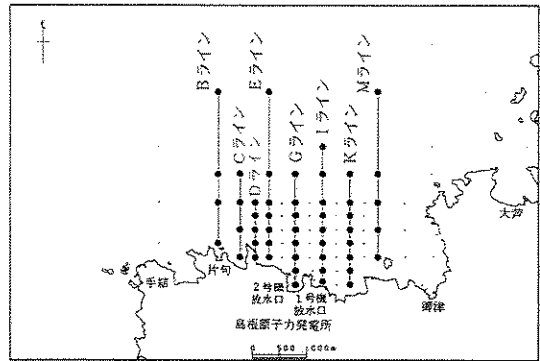 Bライン
Cライン
Dライン
Eライン
Gライン
Iライン
Kライン
Mライン
大芦
片句
手結
御津
2号機
放水口
1号機
放水口
島根原子力発電所
0 500 1000m